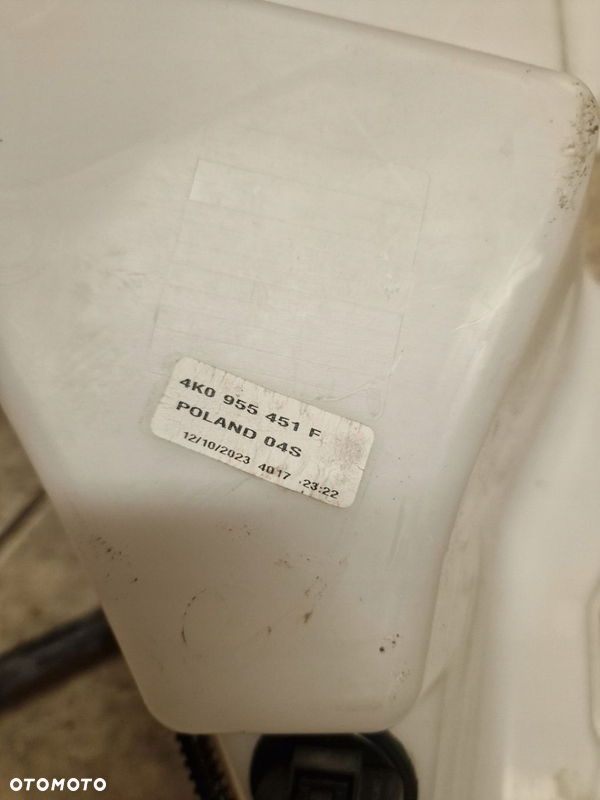 4K0 955 451 F
POLAND 04S
12/10/2023 4017 23:22
OTOMOTO